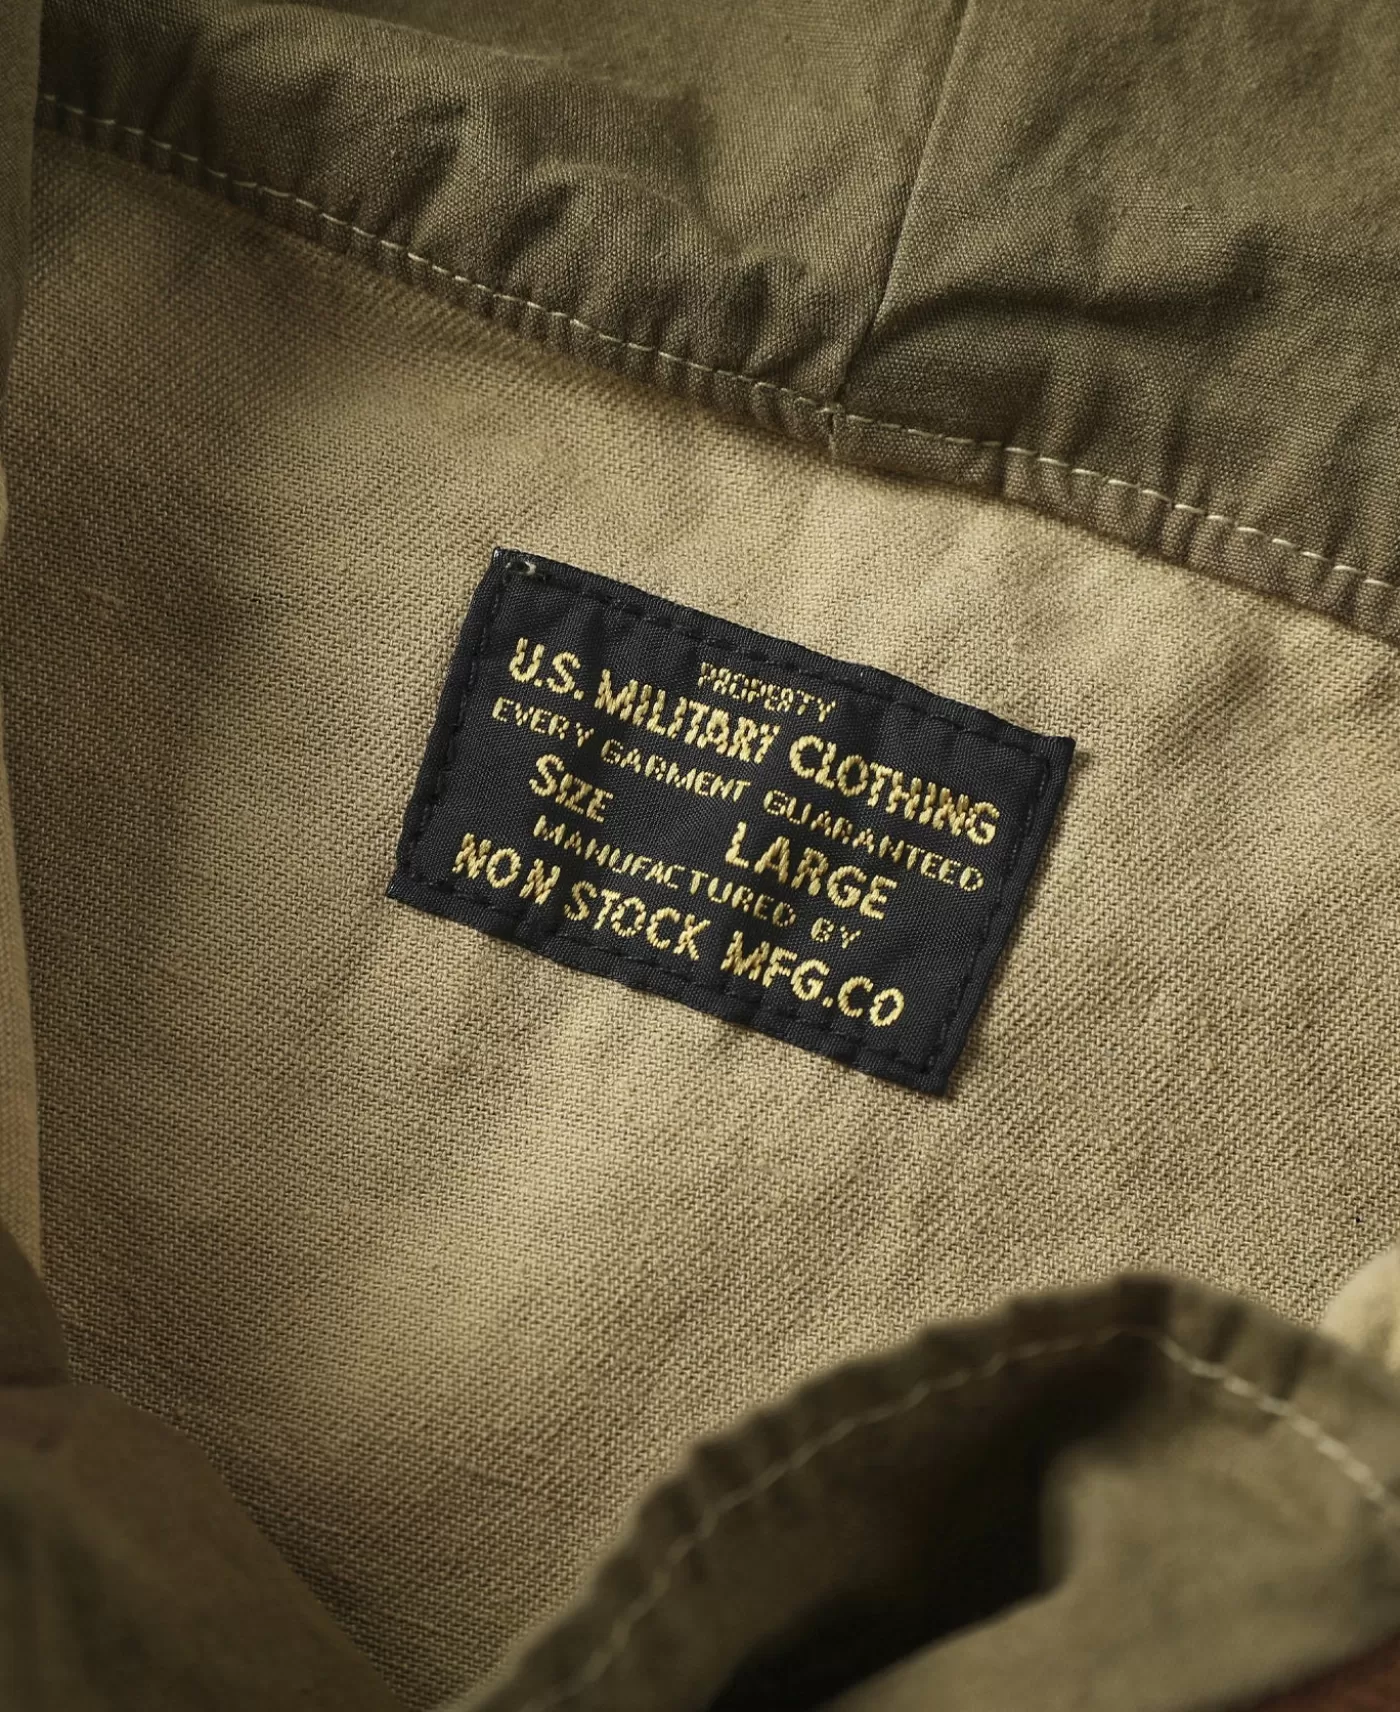 PROPERTY
U.S. MILITARY CLOTHING
EVERY GARMENT GUARANTEED
SIZE LARGE
MANUFACTURED BY
NON STOCK MFG.CO